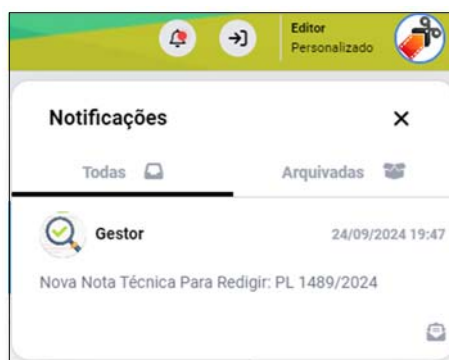 Editor
Personalizado
Notificações
Todas
Arquivadas
Gestor
24/09/2024 19:47
Nova Nota Técnica Para Redigir: PL 1489/2024